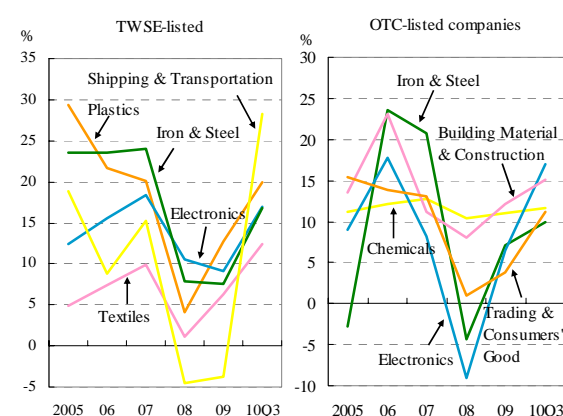 TWSE-listed
%
35
30
25
20
15
10
5
0
-5
2005 06 07 08 09 10Q3
Shipping & Transportation
Plastics
Iron & Steel
Electronics
Textiles
OTC-listed companies
%
30
25
20
15
10
5
0
-5
-10
2005 06 07 08 09 10Q3
Iron & Steel
Building Material
& Construction
Chemicals
Trading &
Consumers'
Good
Electronics